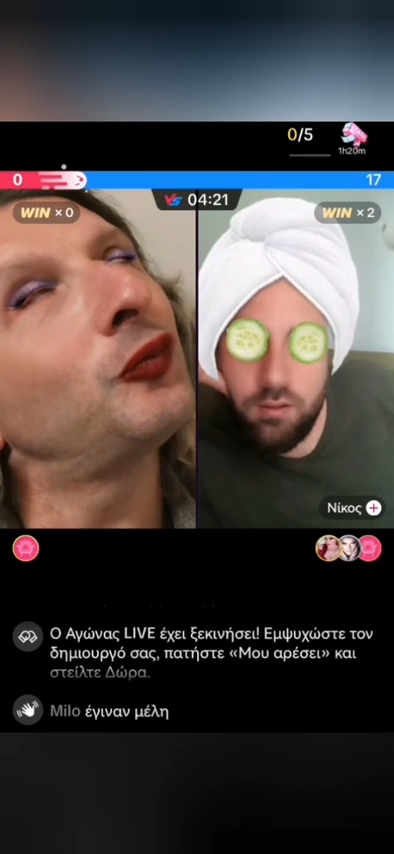 0/5
1h20m
0
17
VS 04:21
WIN × 0
WIN × 2
Νίκος
Ο Αγώνας LIVE έχει ξεκινήσει! Εμψυχώστε τον
δημιουργό σας, πατήστε «Μου αρέσει» και
στείλτε Δώρα.
Milo έγιναν μέλη